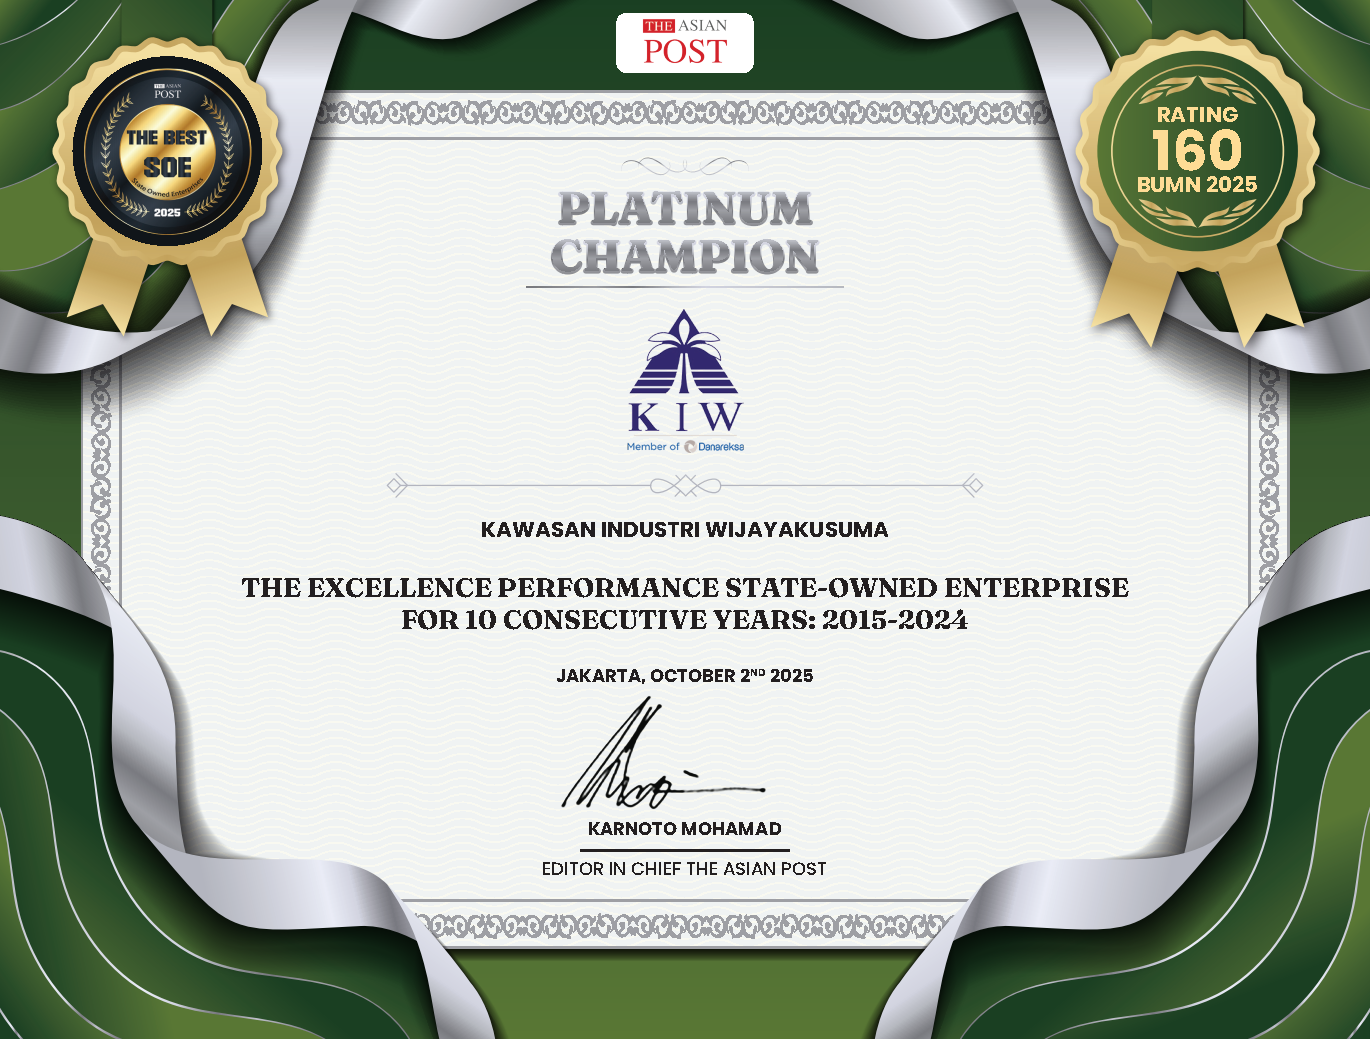 THE ASIAN
POST
THE ASIAN
POST
THE BEST
SOE
State Owned Enterprises
2025
RATING
160
BUMN 2025
PLATINUM
CHAMPION
KIW
Member of Danareksa
KAWASAN INDUSTRI WIJAYAKUSUMA
THE EXCELLENCE PERFORMANCE STATE-OWNED ENTERPRISE
FOR 10 CONSECUTIVE YEARS: 2015-2024
JAKARTA, OCTOBER 2ND 2025
KARNOTO MOHAMAD
EDITOR IN CHIEF THE ASIAN POST